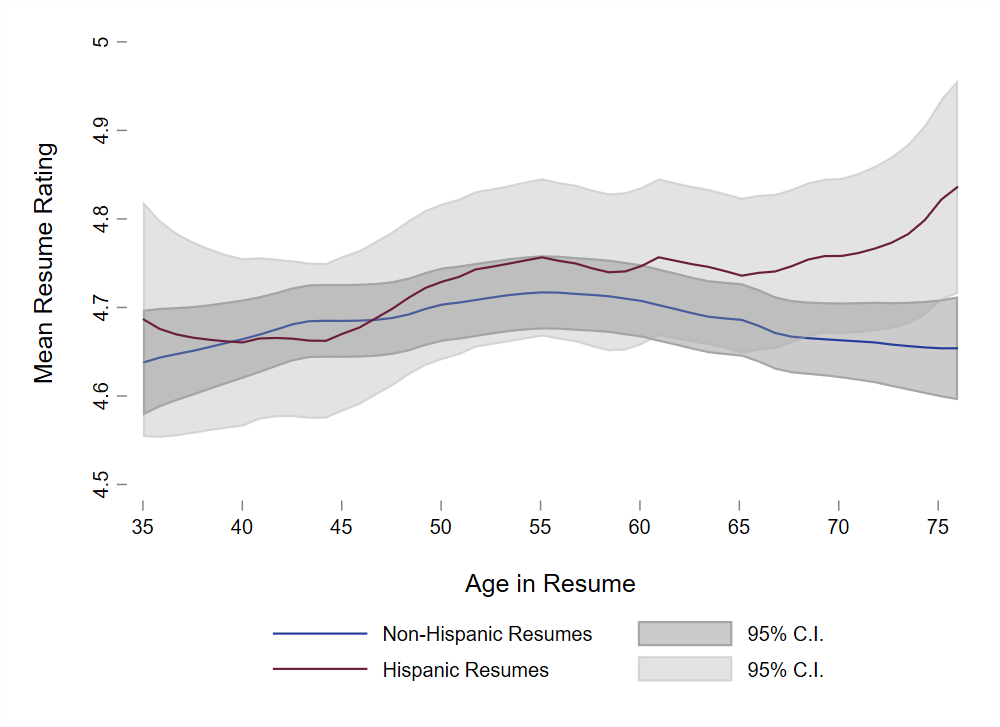 5
4.9
4.8
4.7
4.6
4.5
Mean Resume Rating
35 40 45 50 55 60 65 70 75
Age in Resume
Non-Hispanic Resumes 95% C.I.
Hispanic Resumes 95% C.I.